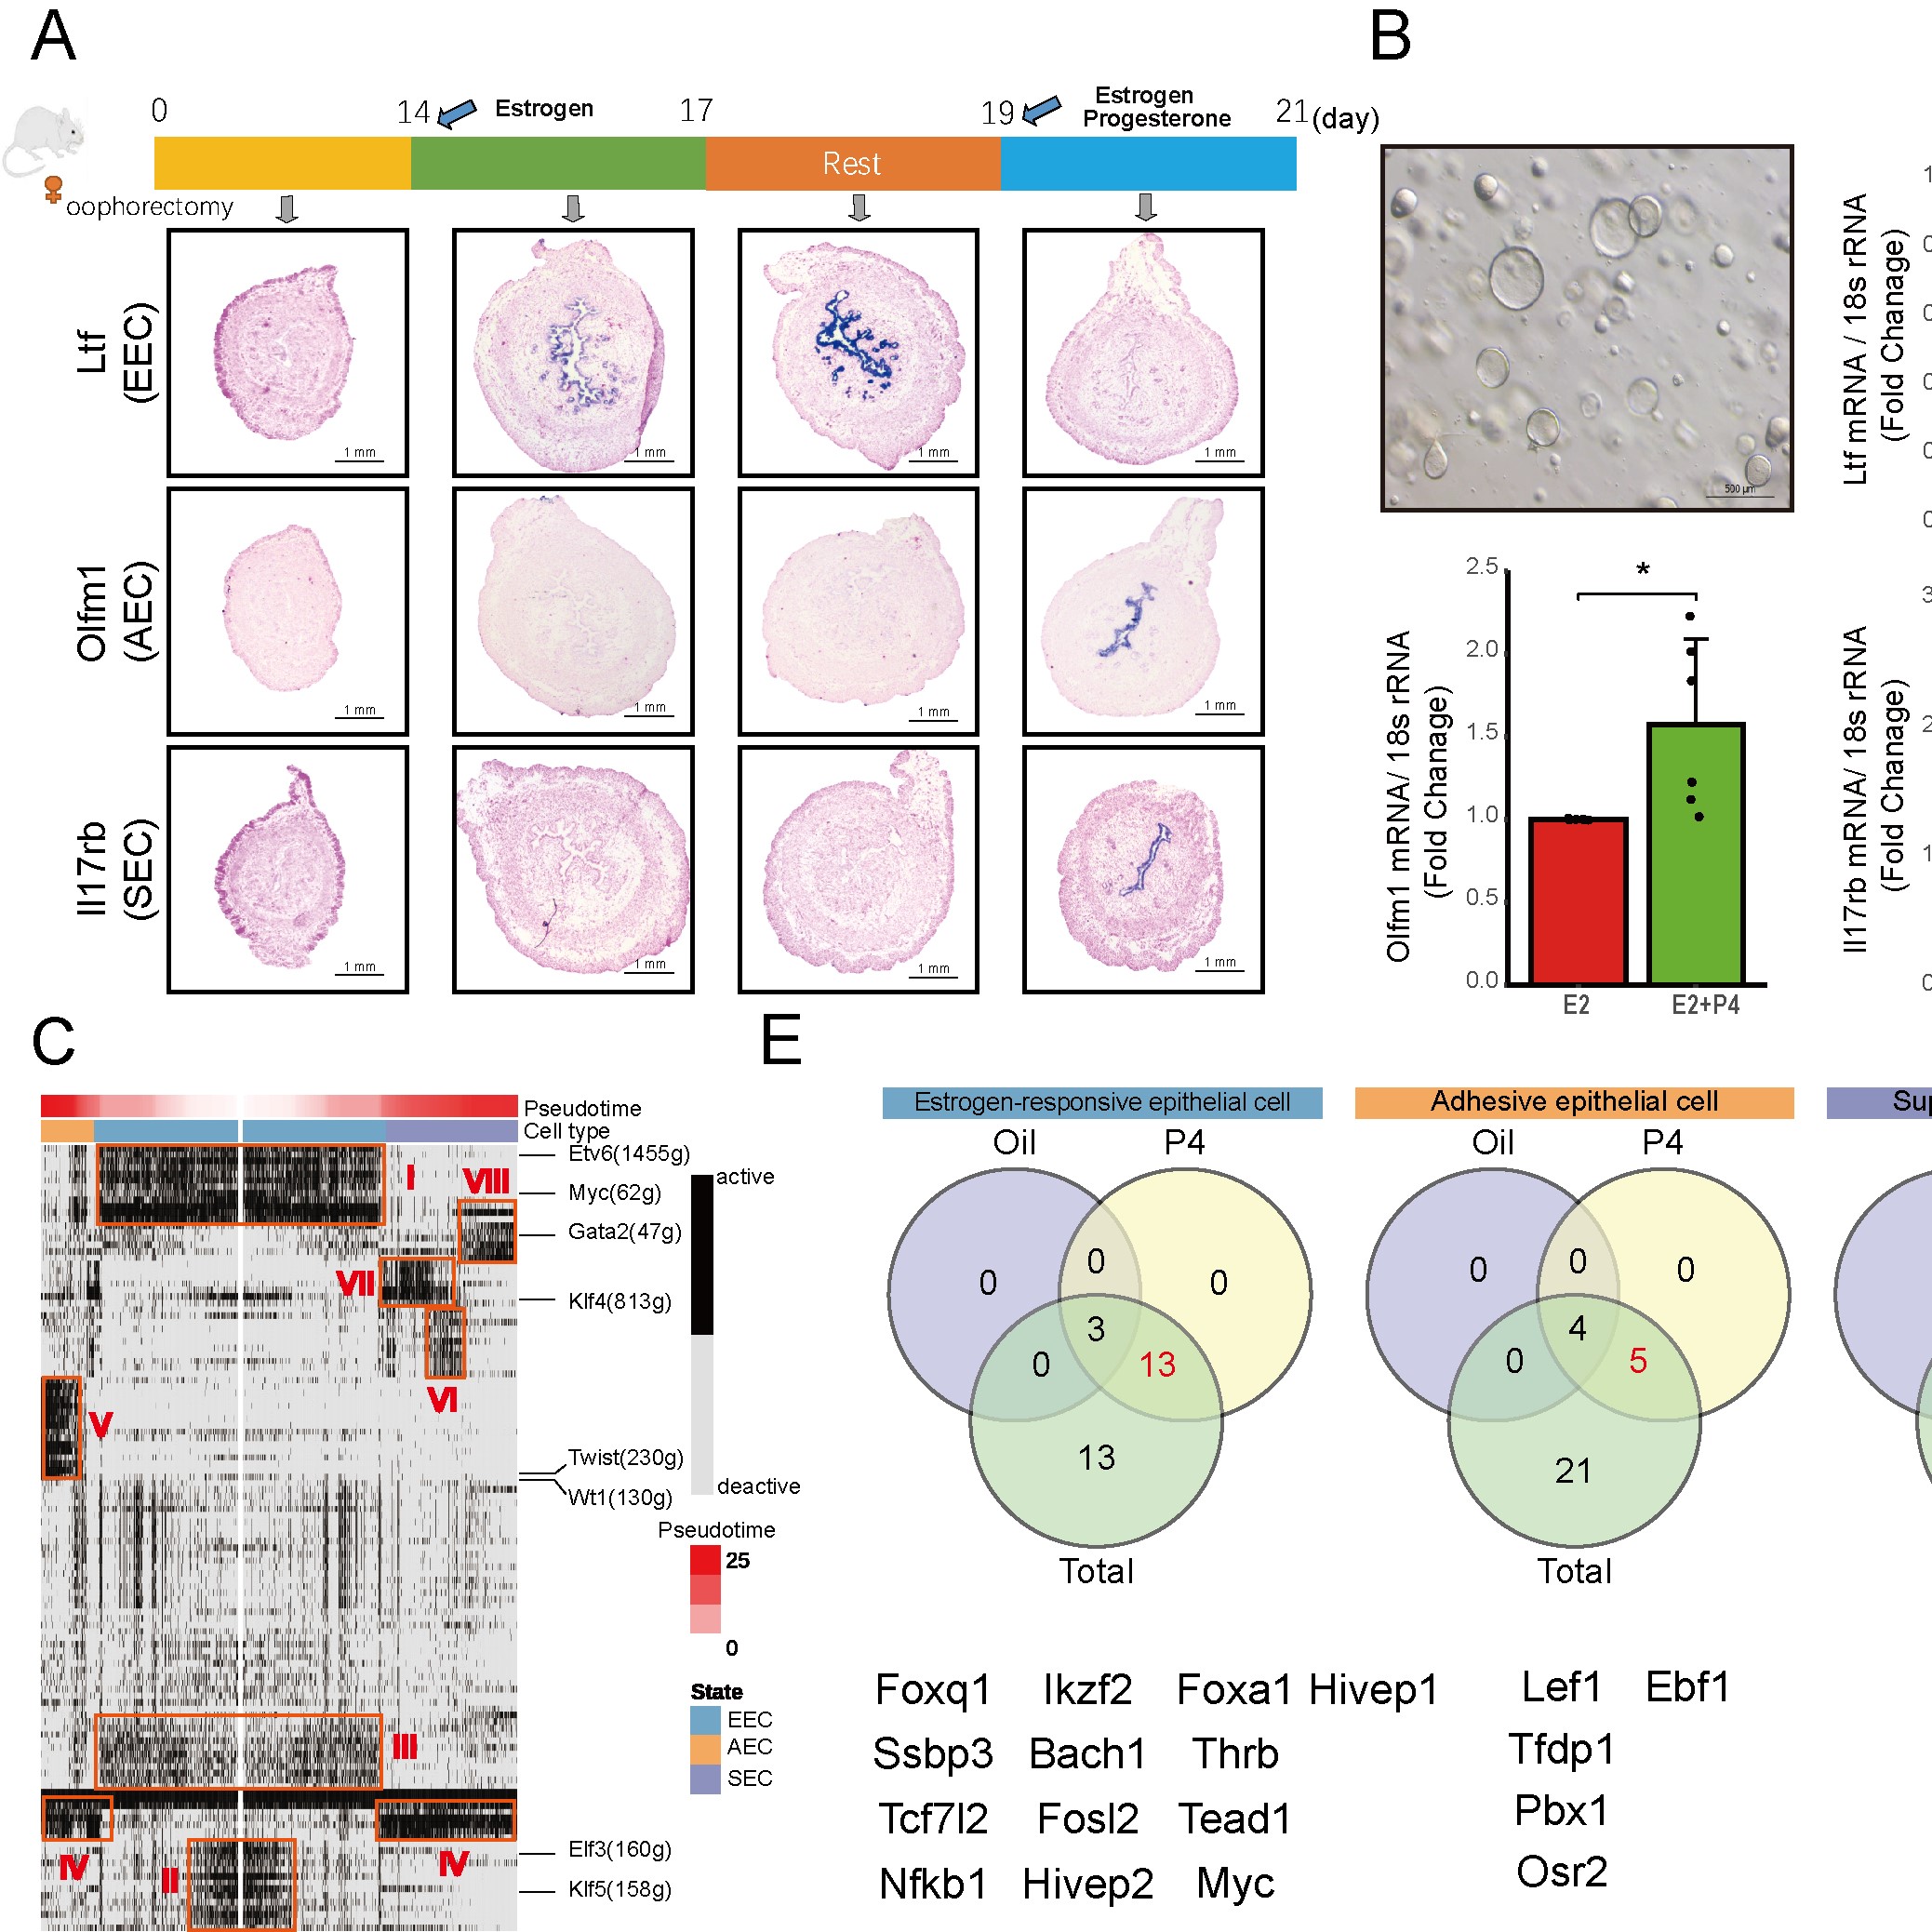 A
0
14
Estrogen
17
19
Estrogen
Progesterone
21
(day)
Rest
oophorectomy
Ltf
(EEC)
1 mm
1 mm
1 mm
1 mm
Olfm1
(AEC)
1 mm
1 mm
1 mm
1 mm
Il17rb
(SEC)
1 mm
1 mm
1 mm
1 mm
B
500 µm
Ltf mRNA / 18s rRNA
(Fold Chanage)
Olfm1 mRNA/ 18s rRNA
(Fold Chanage)
2.5
2.0
1.5
1.0
0.5
0.0
*
E2
E2+P4
Il17rb mRNA/ 18s rRNA
(Fold Chanage)
C
Pseudotime
Cell type
Etv6(1455g)
Myc(62g)
Gata2(47g)
Klf4(813g)
Twist(230g)
Wt1(130g)
Elf3(160g)
Klf5(158g)
I
VIII
VII
VI
V
III
IV
II
IV
active
deactive
Pseudotime
25
0
State
EEC
AEC
SEC
E
Estrogen-responsive epithelial cell
Oil
P4
0
0
0
3
0
13
13
Total
Adhesive epithelial cell
Oil
P4
0
0
0
4
0
5
21
Total
Foxq1 Ikzf2 Foxa1 Hivep1
Ssbp3 Bach1 Thrb
Tcf7l2 Fosl2 Tead1
Nfkb1 Hivep2 Myc
Lef1 Ebf1
Tfdp1
Pbx1
Osr2